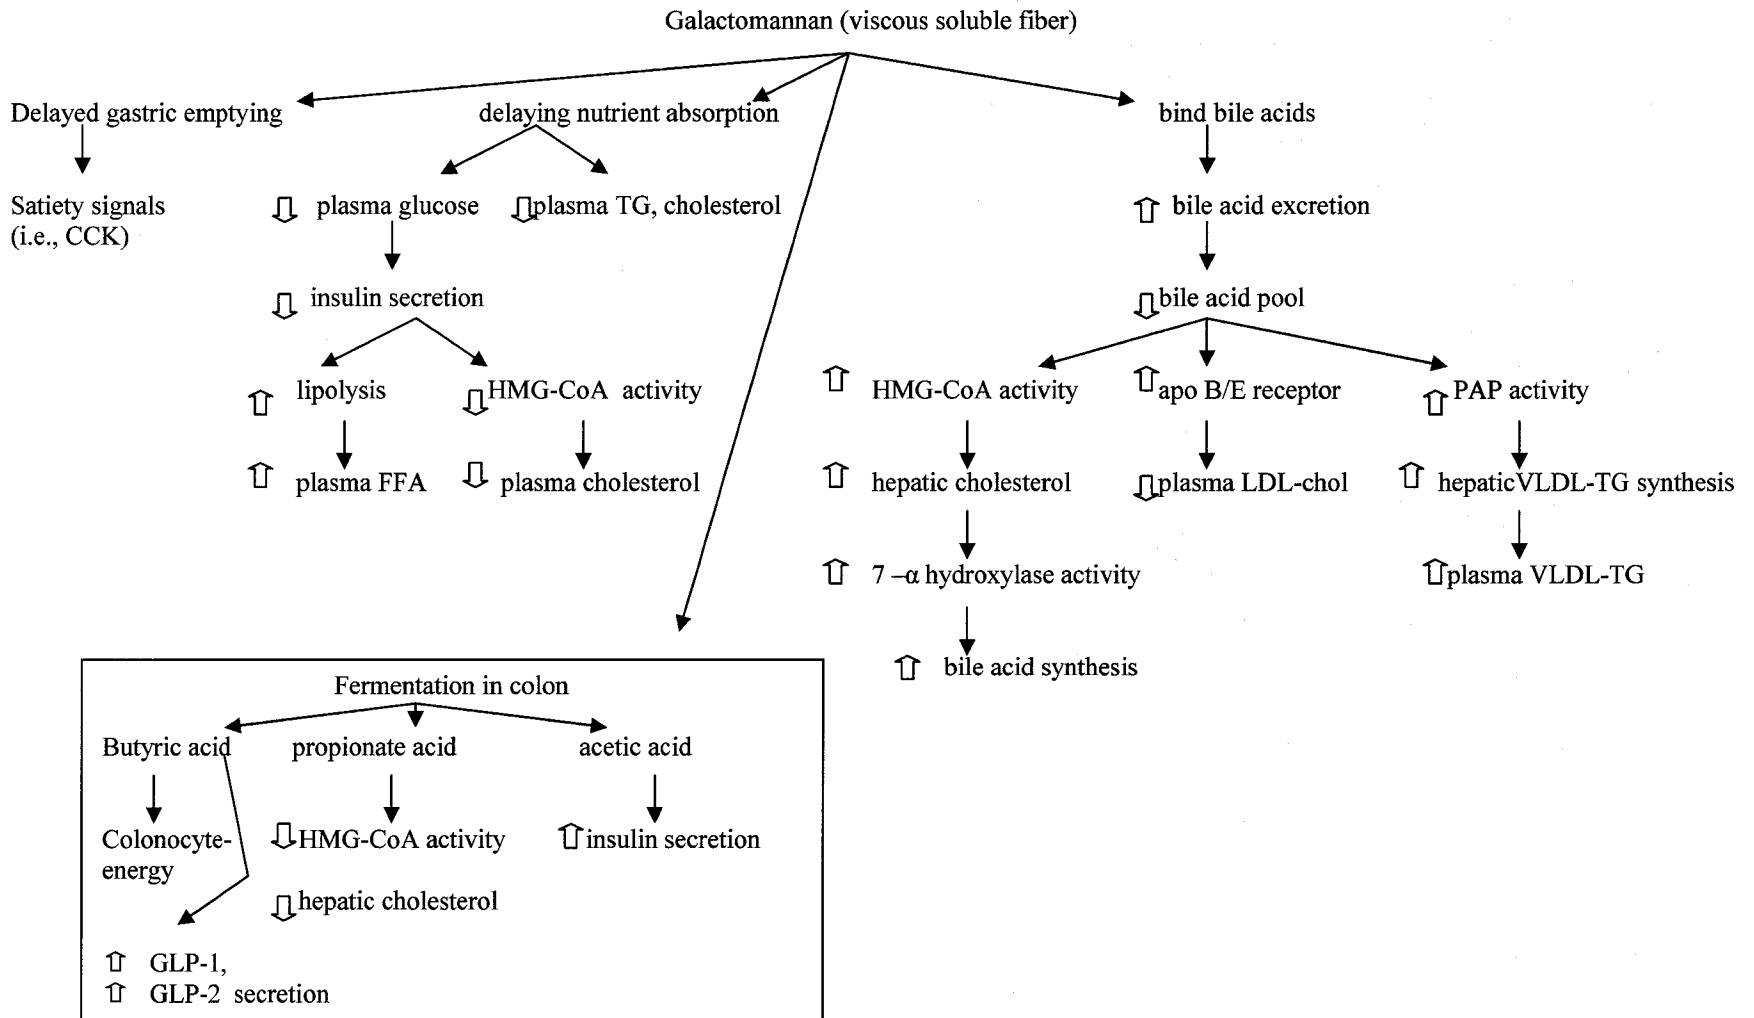 Galactomannan (viscous soluble fiber)
Delayed gastric emptying
delaying nutrient absorption
bind bile acids
Satiety signals
(i.e., CCK)
plasma glucose
plasma TG, cholesterol
bile acid excretion
insulin secretion
bile acid pool
lipolysis
HMG-CoA activity
HMG-CoA activity
apo B/E receptor
PAP activity
plasma FFA
plasma cholesterol
hepatic cholesterol
plasma LDL-chol
hepaticVLDL-TG synthesis
7 –α hydroxylase activity
plasma VLDL-TG
bile acid synthesis
Fermentation in colon
Butyric acid
propionate acid
acetic acid
Colonocyte-
energy
HMG-CoA activity
insulin secretion
hepatic cholesterol
GLP-1,
GLP-2 secretion